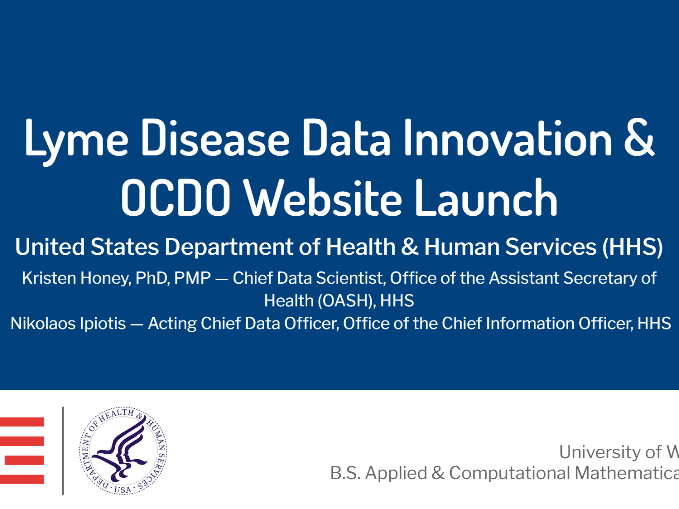 Lyme Disease Data Innovation &
OCDO Website Launch
United States Department of Health & Human Services (HHS)
Kristen Honey, PhD, PMP — Chief Data Scientist, Office of the Assistant Secretary of
Health (OASH), HHS
Nikolaos Ipiotis — Acting Chief Data Officer, Office of the Chief Information Officer, HHS
DEPARTMENT OF HEALTH & HUMAN SERVICES · USA
University of W
B.S. Applied & Computational Mathematica